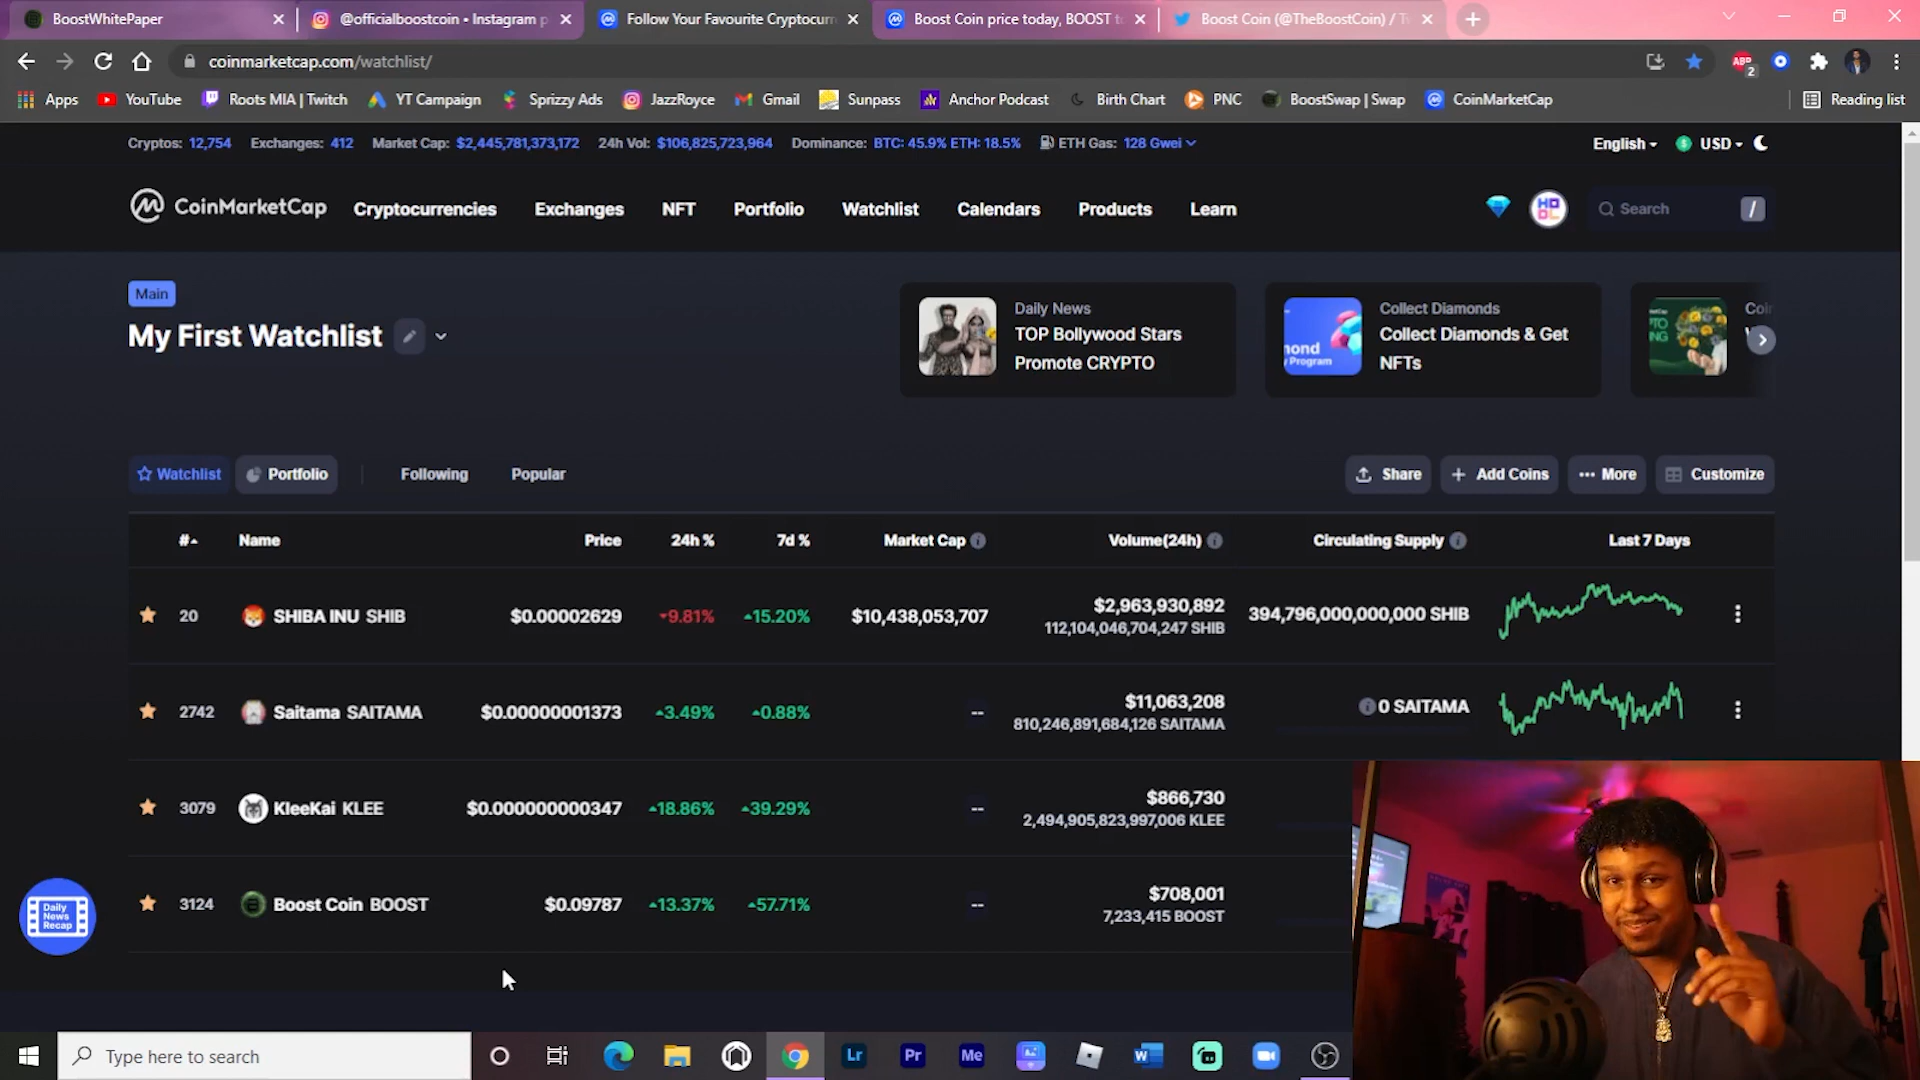 BoostWhitePaper
@officialboostcoin • Instagram p
Follow Your Favourite Cryptocurr
Boost Coin price today, BOOST to
Boost Coin (@TheBoostCoin) / Tw
coinmarketcap.com/watchlist/
ABP
2
Apps
YouTube
Roots MIA | Twitch
YT Campaign
Sprizzy Ads
JazzRoyce
Gmail
Sunpass
Anchor Podcast
Birth Chart
PNC
BoostSwap | Swap
CoinMarketCap
Reading list
Cryptos: 12,754 Exchanges: 412 Market Cap: $2,445,781,373,172 24h Vol: $106,825,723,964 Dominance: BTC: 45.9% ETH: 18.5% ETH Gas: 128 Gwei
English
USD
CoinMarketCap
Cryptocurrencies
Exchanges
NFT
Portfolio
Watchlist
Calendars
Products
Learn
HODL
Search
/
Main
My First Watchlist
Daily News
TOP Bollywood Stars
Promote CRYPTO
Collect Diamonds
Collect Diamonds & Get
NFTs
Coi
Watchlist
Portfolio
Following
Popular
Share
Add Coins
More
Customize
# Name Price 24h % 7d % Market Cap Volume(24h) Circulating Supply Last 7 Days
20 SHIBA INU SHIB $0.00002629 9.81% 15.20% $10,438,053,707 $2,963,930,892 394,796,000,000,000 SHIB
112,104,046,704,247 SHIB
2742 Saitama SAITAMA $0.00000001373 3.49% 0.88% -- $11,063,208 0 SAITAMA
810,246,891,684,126 SAITAMA
3079 KleeKai KLEE $0.000000000347 18.86% 39.29% -- $866,730
2,494,905,823,997,006 KLEE
3124 Boost Coin BOOST $0.09787 13.37% 57.71% -- $708,001
7,233,415 BOOST
Daily
News
Recap
Type here to search
Lr
Pr
Me
W